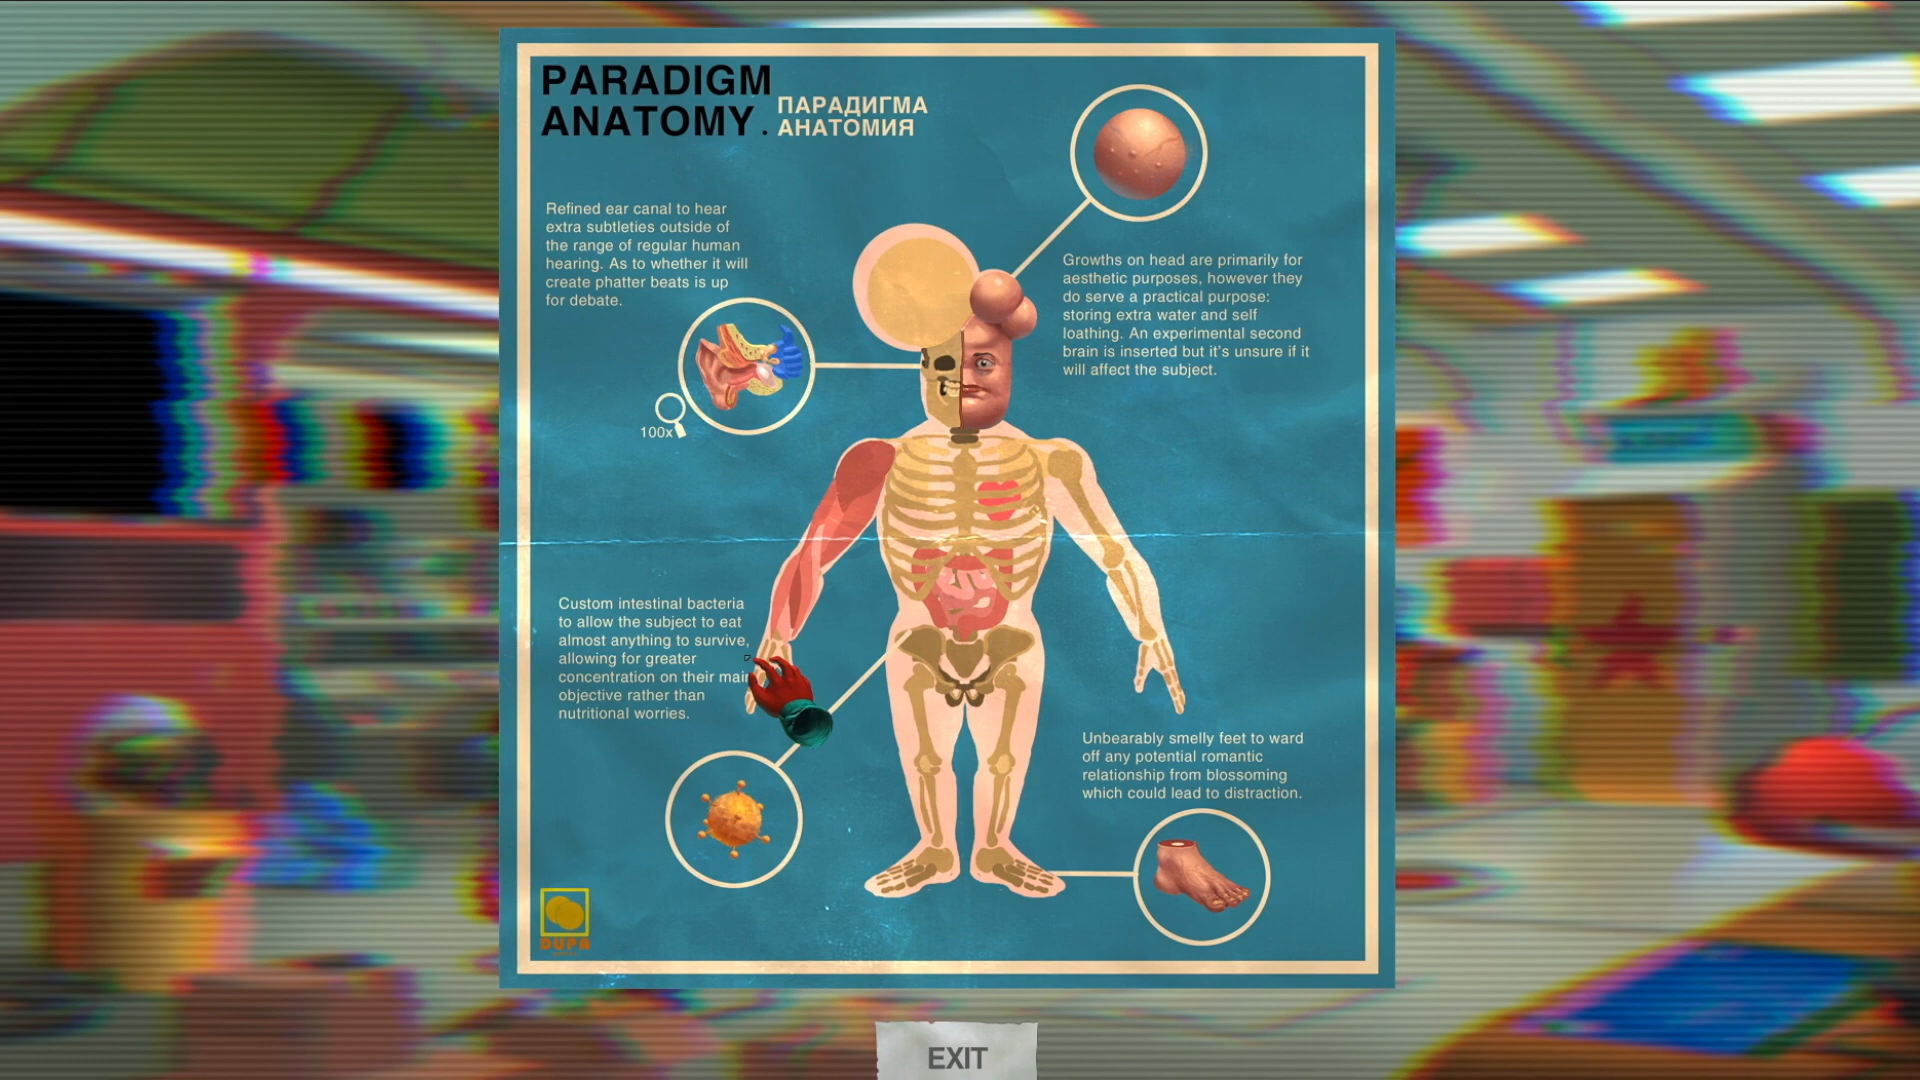 PARADIGM
ANATOMY.
ПАРАДИГМА
АНАТОМИЯ
Refined ear canal to hear
extra subtleties outside of
the range of regular human
hearing. As to whether it will
create phatter beats is up
for debate.
100x
Growths on head are primarily for
aesthetic purposes, however they
do serve a practical purpose:
storing extra water and self
loathing. An experimental second
brain is inserted but it's unsure if it
will affect the subject.
Custom intestinal bacteria
to allow the subject to eat
almost anything to survive,
allowing for greater
concentration on their main
objective rather than
nutritional worries.
Unbearably smelly feet to ward
off any potential romantic
relationship from blossoming
which could lead to distraction.
DUPA
EXIT